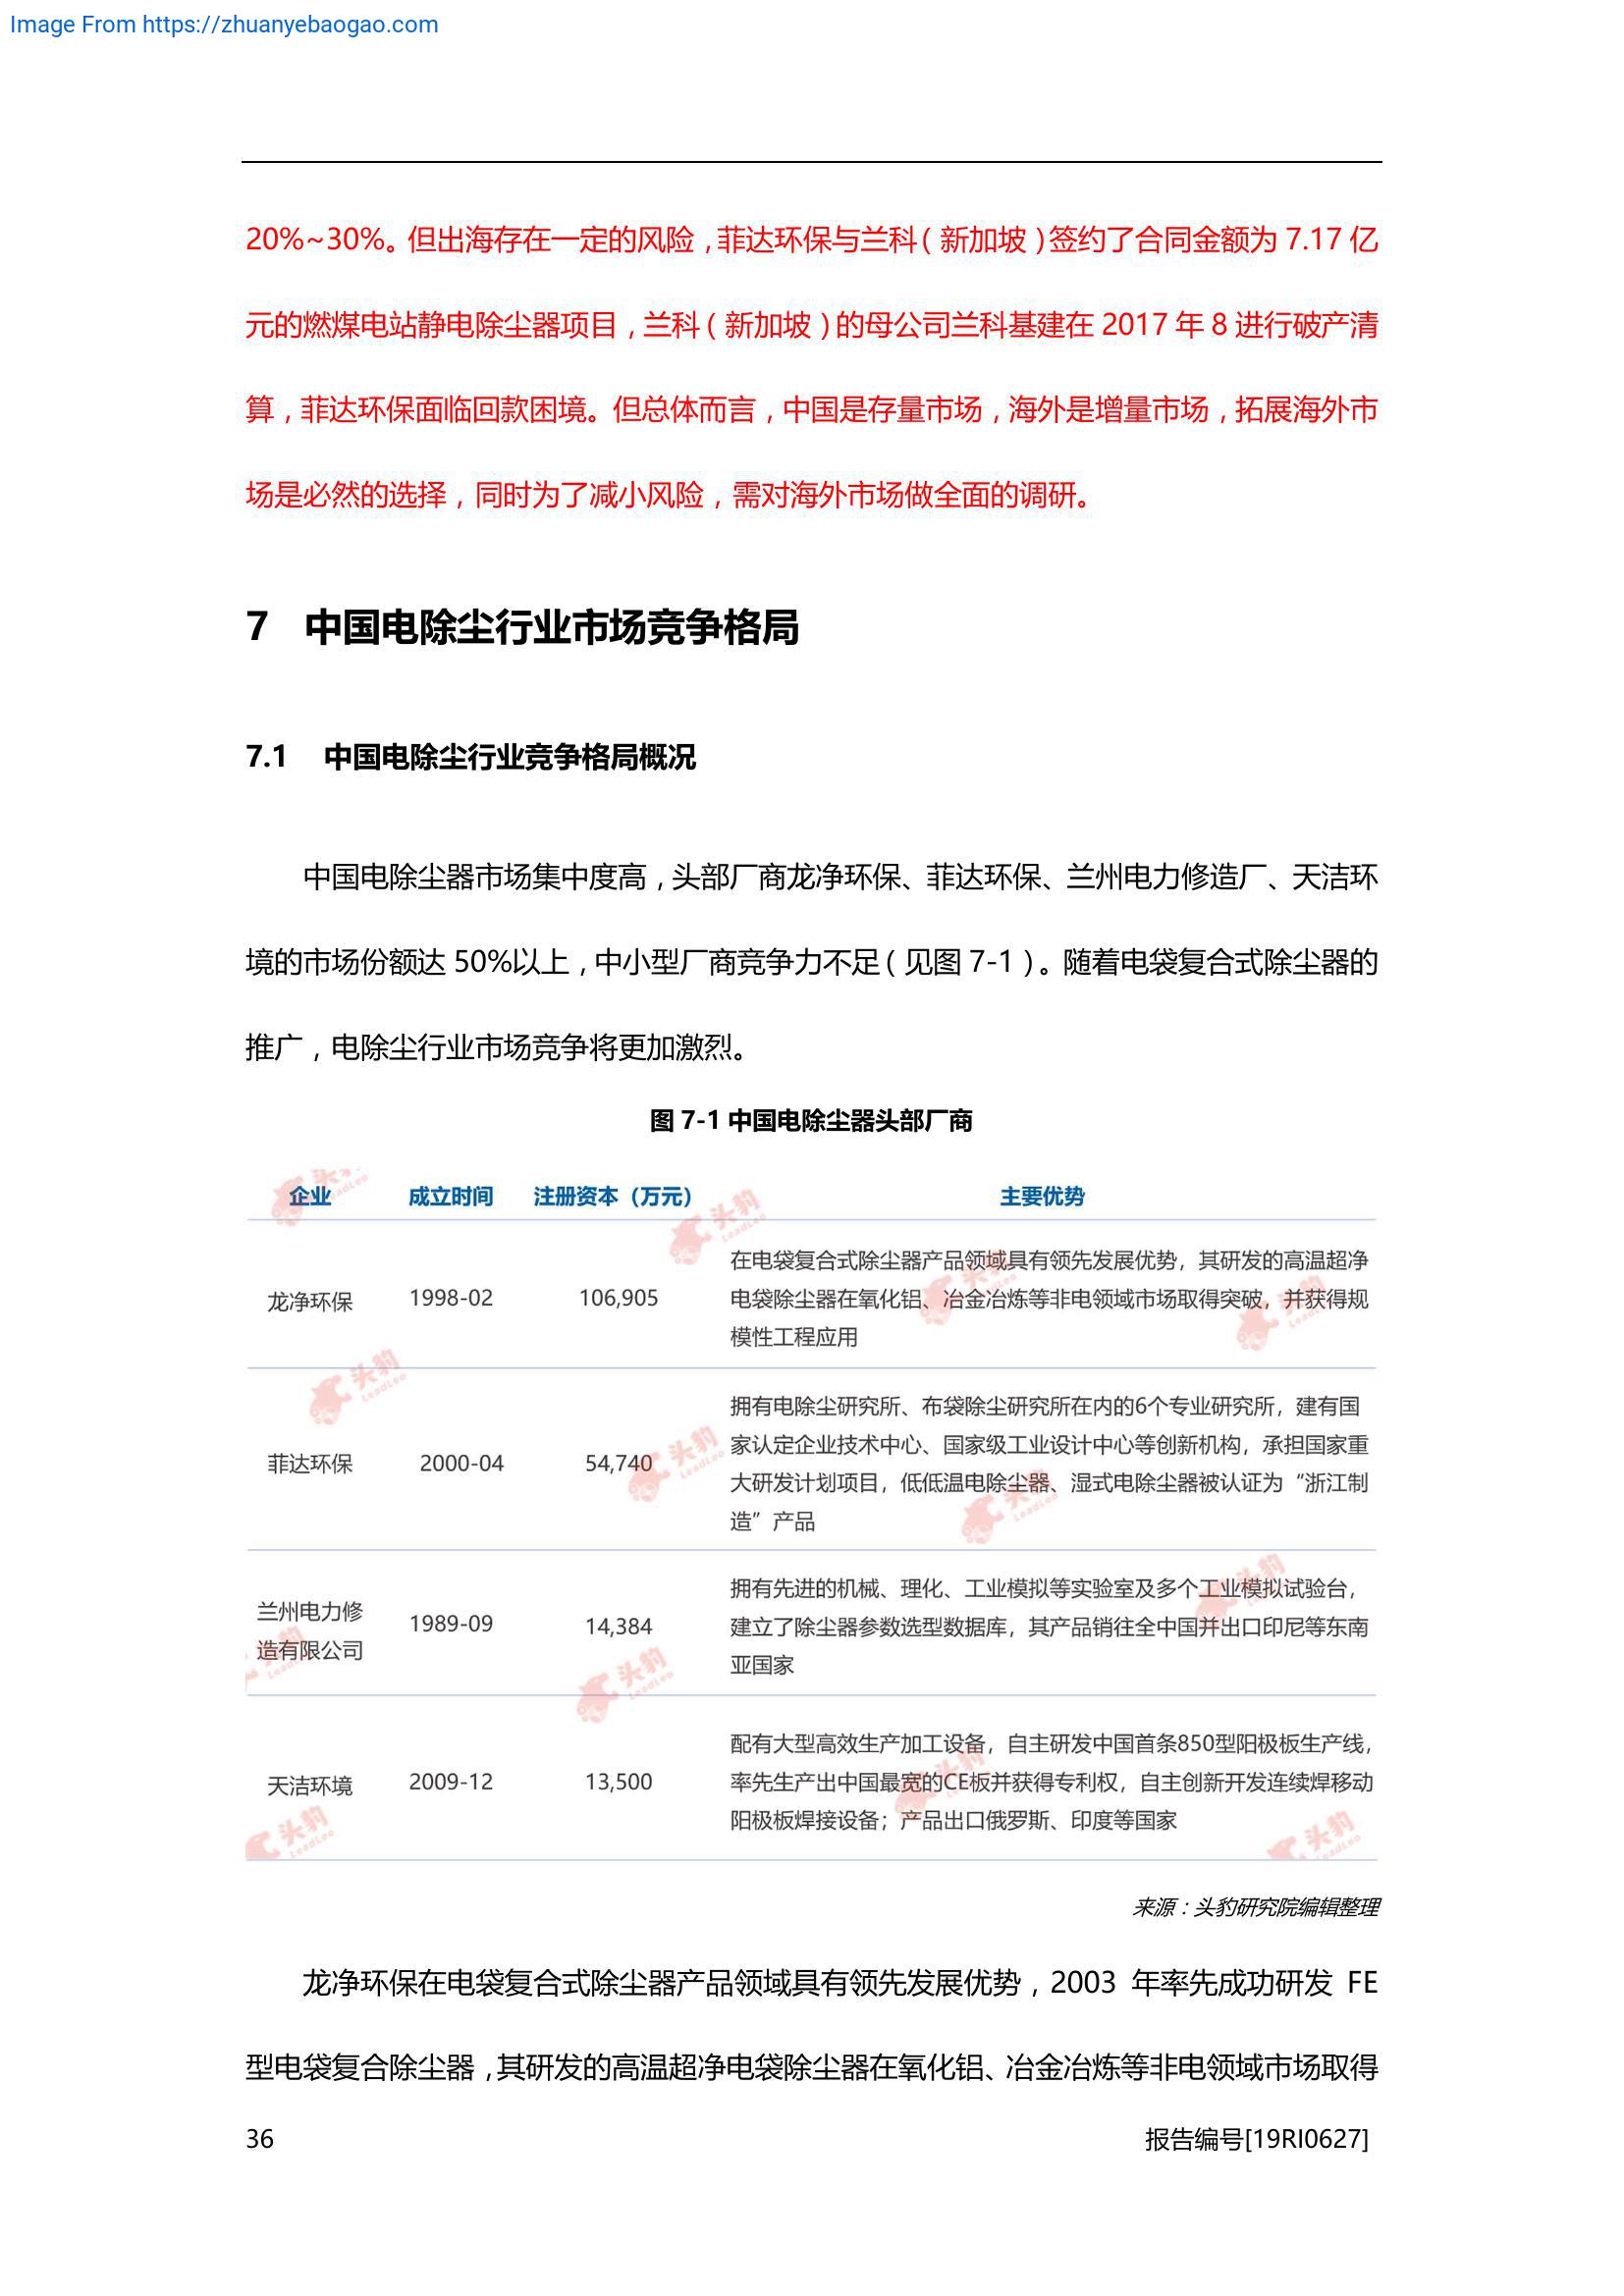 Image From https://zhuanyebaogao.com
20%~30%。但出海存在一定的风险，菲达环保与兰科（新加坡）签约了合同金额为 7.17 亿
元的燃煤电站静电除尘器项目，兰科（新加坡）的母公司兰科基建在 2017 年 8 进行破产清
算，菲达环保面临回款困境。但总体而言，中国是存量市场，海外是增量市场，拓展海外市
场是必然的选择，同时为了减小风险，需对海外市场做全面的调研。
7 中国电除尘行业市场竞争格局
7.1 中国电除尘行业竞争格局概况
中国电除尘器市场集中度高，头部厂商龙净环保、菲达环保、兰州电力修造厂、天洁环
境的市场份额达 50%以上，中小型厂商竞争力不足（见图 7-1）。随着电袋复合式除尘器的
推广，电除尘行业市场竞争将更加激烈。
图 7-1 中国电除尘器头部厂商
企业 成立时间 注册资本（万元） 主要优势
龙净环保 1998-02 106,905 在电袋复合式除尘器产品领域具有领先发展优势，其研发的高温超净
电袋除尘器在氧化铝、冶金冶炼等非电领域市场取得突破，并获得规
模性工程应用
菲达环保 2000-04 54,740 拥有电除尘研究所、布袋除尘研究所在内的6个专业研究所，建有国
家认定企业技术中心、国家级工业设计中心等创新机构，承担国家重
大研发计划项目，低低温电除尘器、湿式电除尘器被认证为“浙江制
造”产品
兰州电力修
造有限公司 1989-09 14,384 拥有先进的机械、理化、工业模拟等实验室及多个工业模拟试验台，
建立了除尘器参数选型数据库，其产品销往全中国并出口印尼等东南
亚国家
天洁环境 2009-12 13,500 配有大型高效生产加工设备，自主研发中国首条850型阳极板生产线，
率先生产出中国最宽的CE板并获得专利权，自主创新开发连续焊移动
阳极板焊接设备；产品出口俄罗斯、印度等国家
来源：头豹研究院编辑整理
龙净环保在电袋复合式除尘器产品领域具有领先发展优势，2003 年率先成功研发 FE
型电袋复合除尘器，其研发的高温超净电袋除尘器在氧化铝、冶金冶炼等非电领域市场取得
36 报告编号[19RI0627]